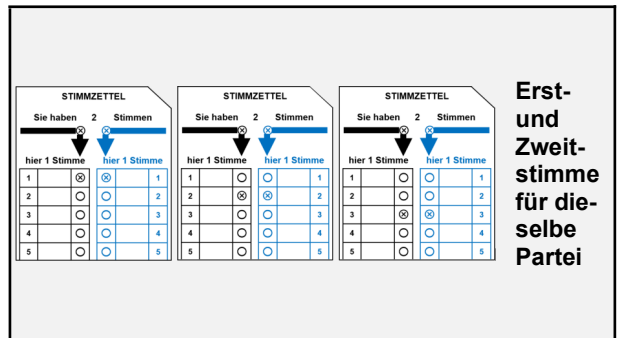 STIMMZETTEL
Sie haben 2 Stimmen
hier 1 Stimme hier 1 Stimme
1 1
2 2
3 3
4 4
5 5
STIMMZETTEL
Sie haben 2 Stimmen
hier 1 Stimme hier 1 Stimme
1 1
2 2
3 3
4 4
5 5
STIMMZETTEL
Sie haben 2 Stimmen
hier 1 Stimme hier 1 Stimme
1 1
2 2
3 3
4 4
5 5
Erst-
und
Zweit-
stimme
für die-
selbe
Partei